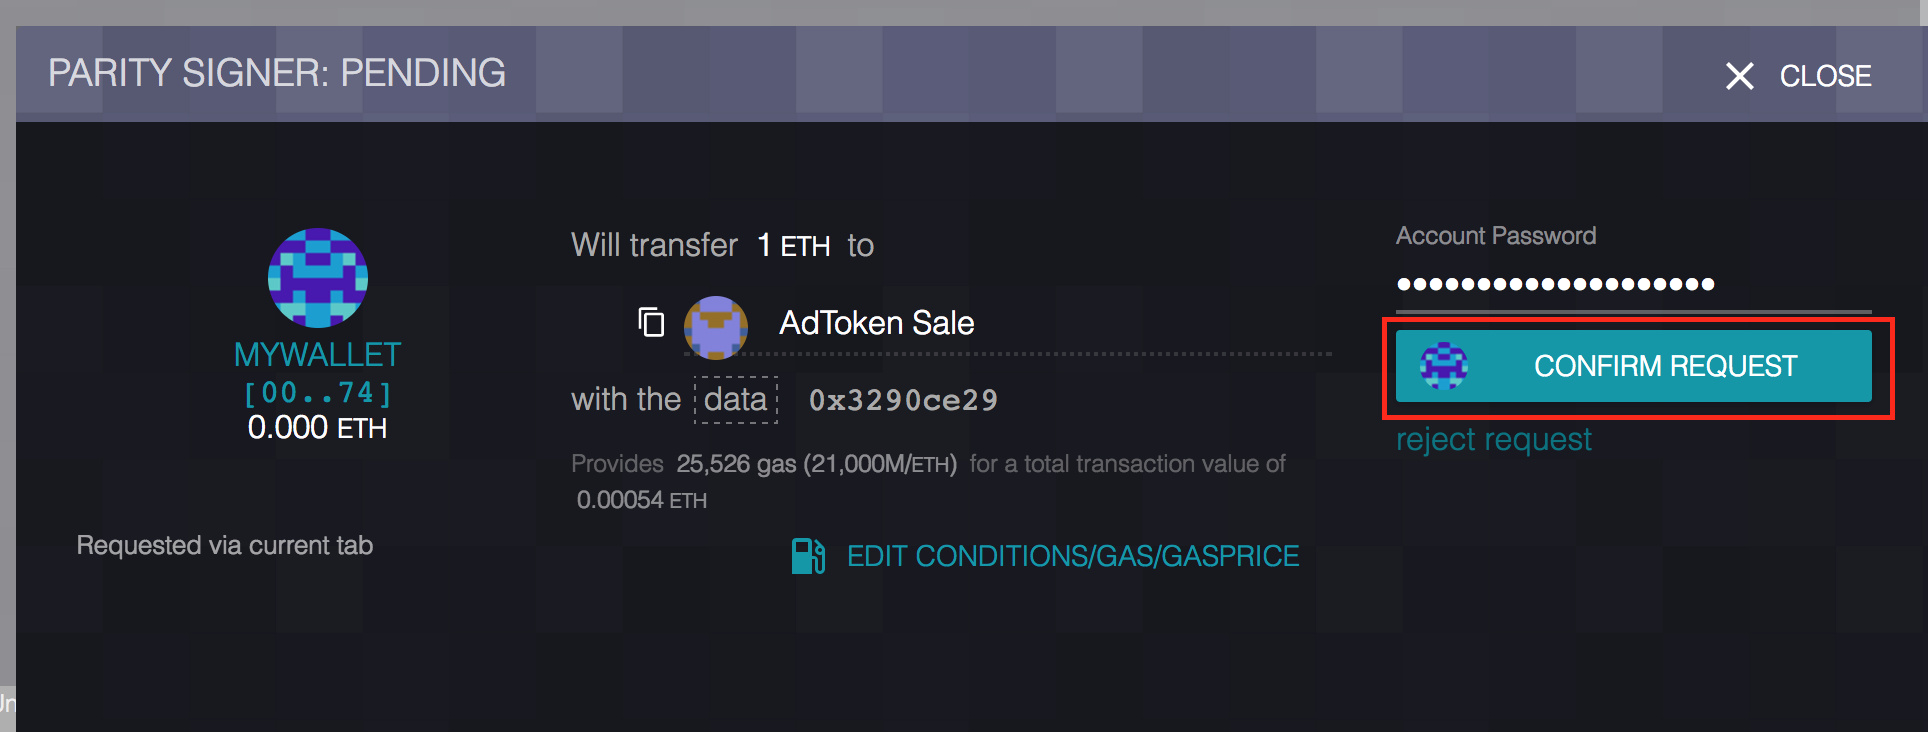 PARITY SIGNER: PENDING
CLOSE
MYWALLET
[00..74]
0.000 ETH
Requested via current tab
Will transfer 1 ETH to
AdToken Sale
with the data 0x3290ce29
Provides 25,526 gas (21,000M/ETH) for a total transaction value of
0.00054 ETH
EDIT CONDITIONS/GAS/GASPRICE
Account Password
••••••••••••••••••••
CONFIRM REQUEST
reject request